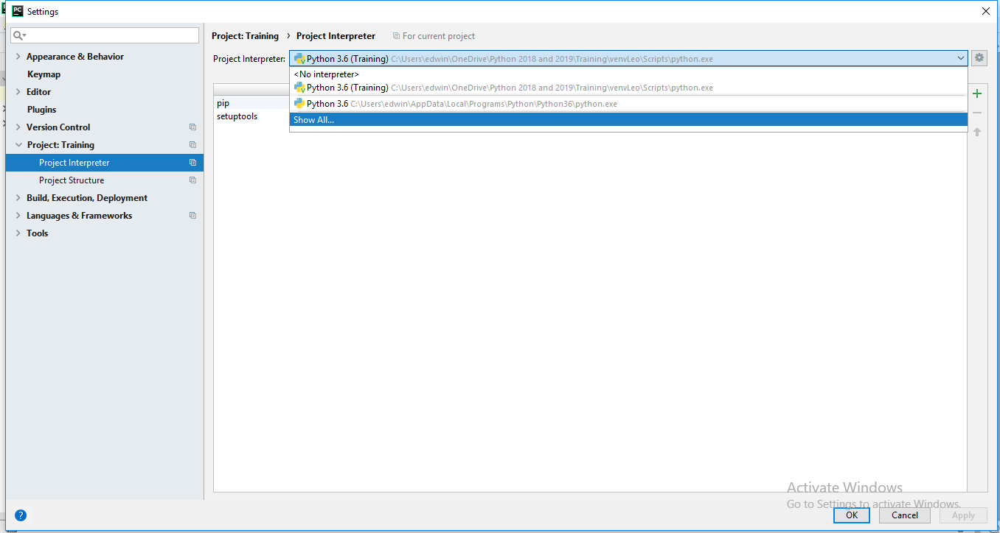 PC Settings
Project: Training › Project Interpreter For current project
Appearance & Behavior
Keymap
Editor
Plugins
Version Control
Project: Training
Project Interpreter
Project Structure
Build, Execution, Deployment
Languages & Frameworks
Tools
Project Interpreter: Python 3.6 (Training) C:\Users\edwin\OneDrive\Python 2018 and 2019\Training\venvLeo\Scripts\python.exe
<No interpreter>
Python 3.6 (Training) C:\Users\edwin\OneDrive\Python 2018 and 2019\Training\venvLeo\Scripts\python.exe
Python 3.6 C:\Users\edwin\AppData\Local\Programs\Python\Python36\python.exe
Show All...
pip
setuptools
Activate Windows
Go to Settings to activate Windows.
?
OK Cancel Apply